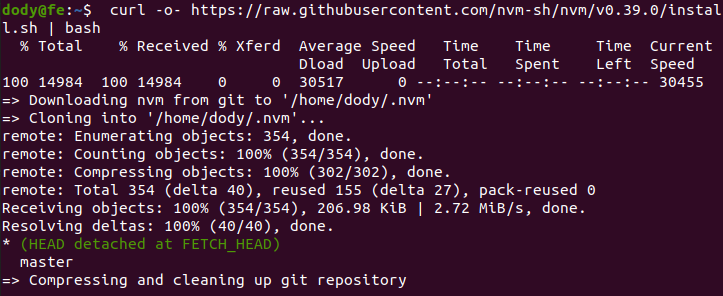 dody@fe:~$  curl -o- https://raw.githubusercontent.com/nvm-sh/nvm/v0.39.0/instal
l.sh | bash
  % Total    % Received % Xferd  Average Speed   Time    Time     Time  Current
                                 Dload  Upload   Total   Spent    Left  Speed
100 14984  100 14984    0     0  30517      0 --:--:-- --:--:-- --:--:-- 30455
=> Downloading nvm from git to '/home/dody/.nvm'
=> Cloning into '/home/dody/.nvm'...
remote: Enumerating objects: 354, done.
remote: Counting objects: 100% (354/354), done.
remote: Compressing objects: 100% (302/302), done.
remote: Total 354 (delta 40), reused 155 (delta 27), pack-reused 0
Receiving objects: 100% (354/354), 206.98 KiB | 2.72 MiB/s, done.
Resolving deltas: 100% (40/40), done.
* (HEAD detached at FETCH_HEAD)
  master
=> Compressing and cleaning up git repository